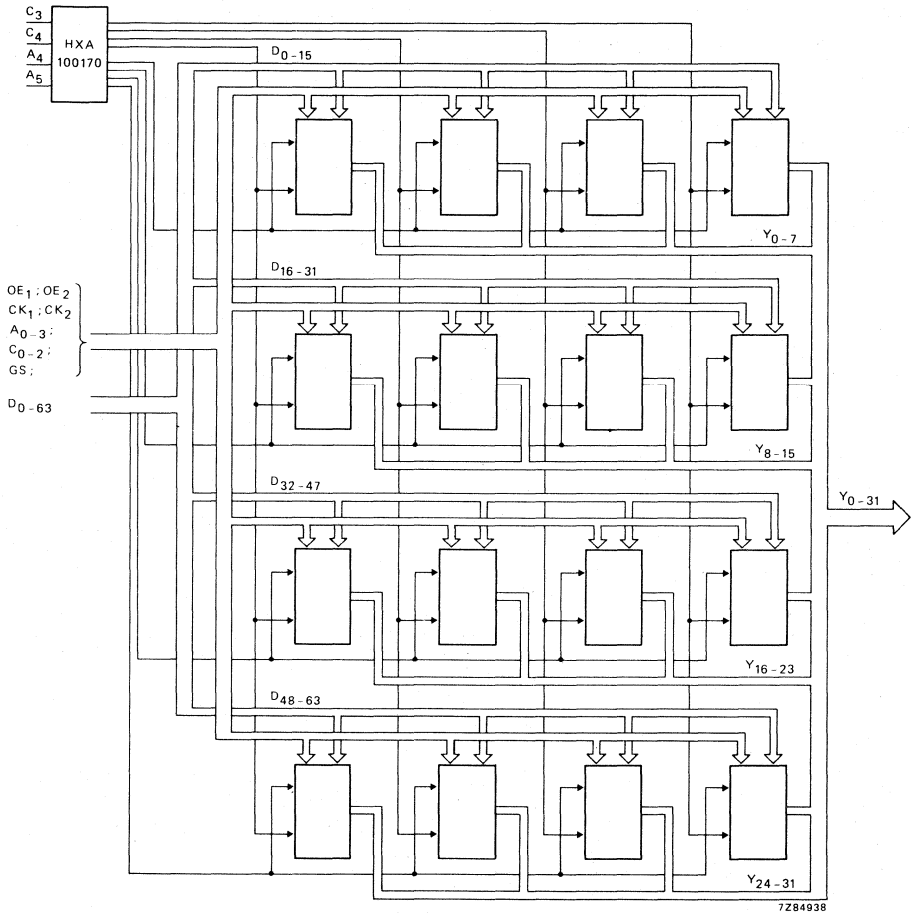 C3
C4
A4
A5
HXA
100170
D0-15
Y0-7
D16-31
OE1; OE2
CK1; CK2
A0-3;
C0-2;
GS;
D0-63
Y8-15
D32-47
Y0-31
Y16-23
D48-63
Y24-31
7Z84938